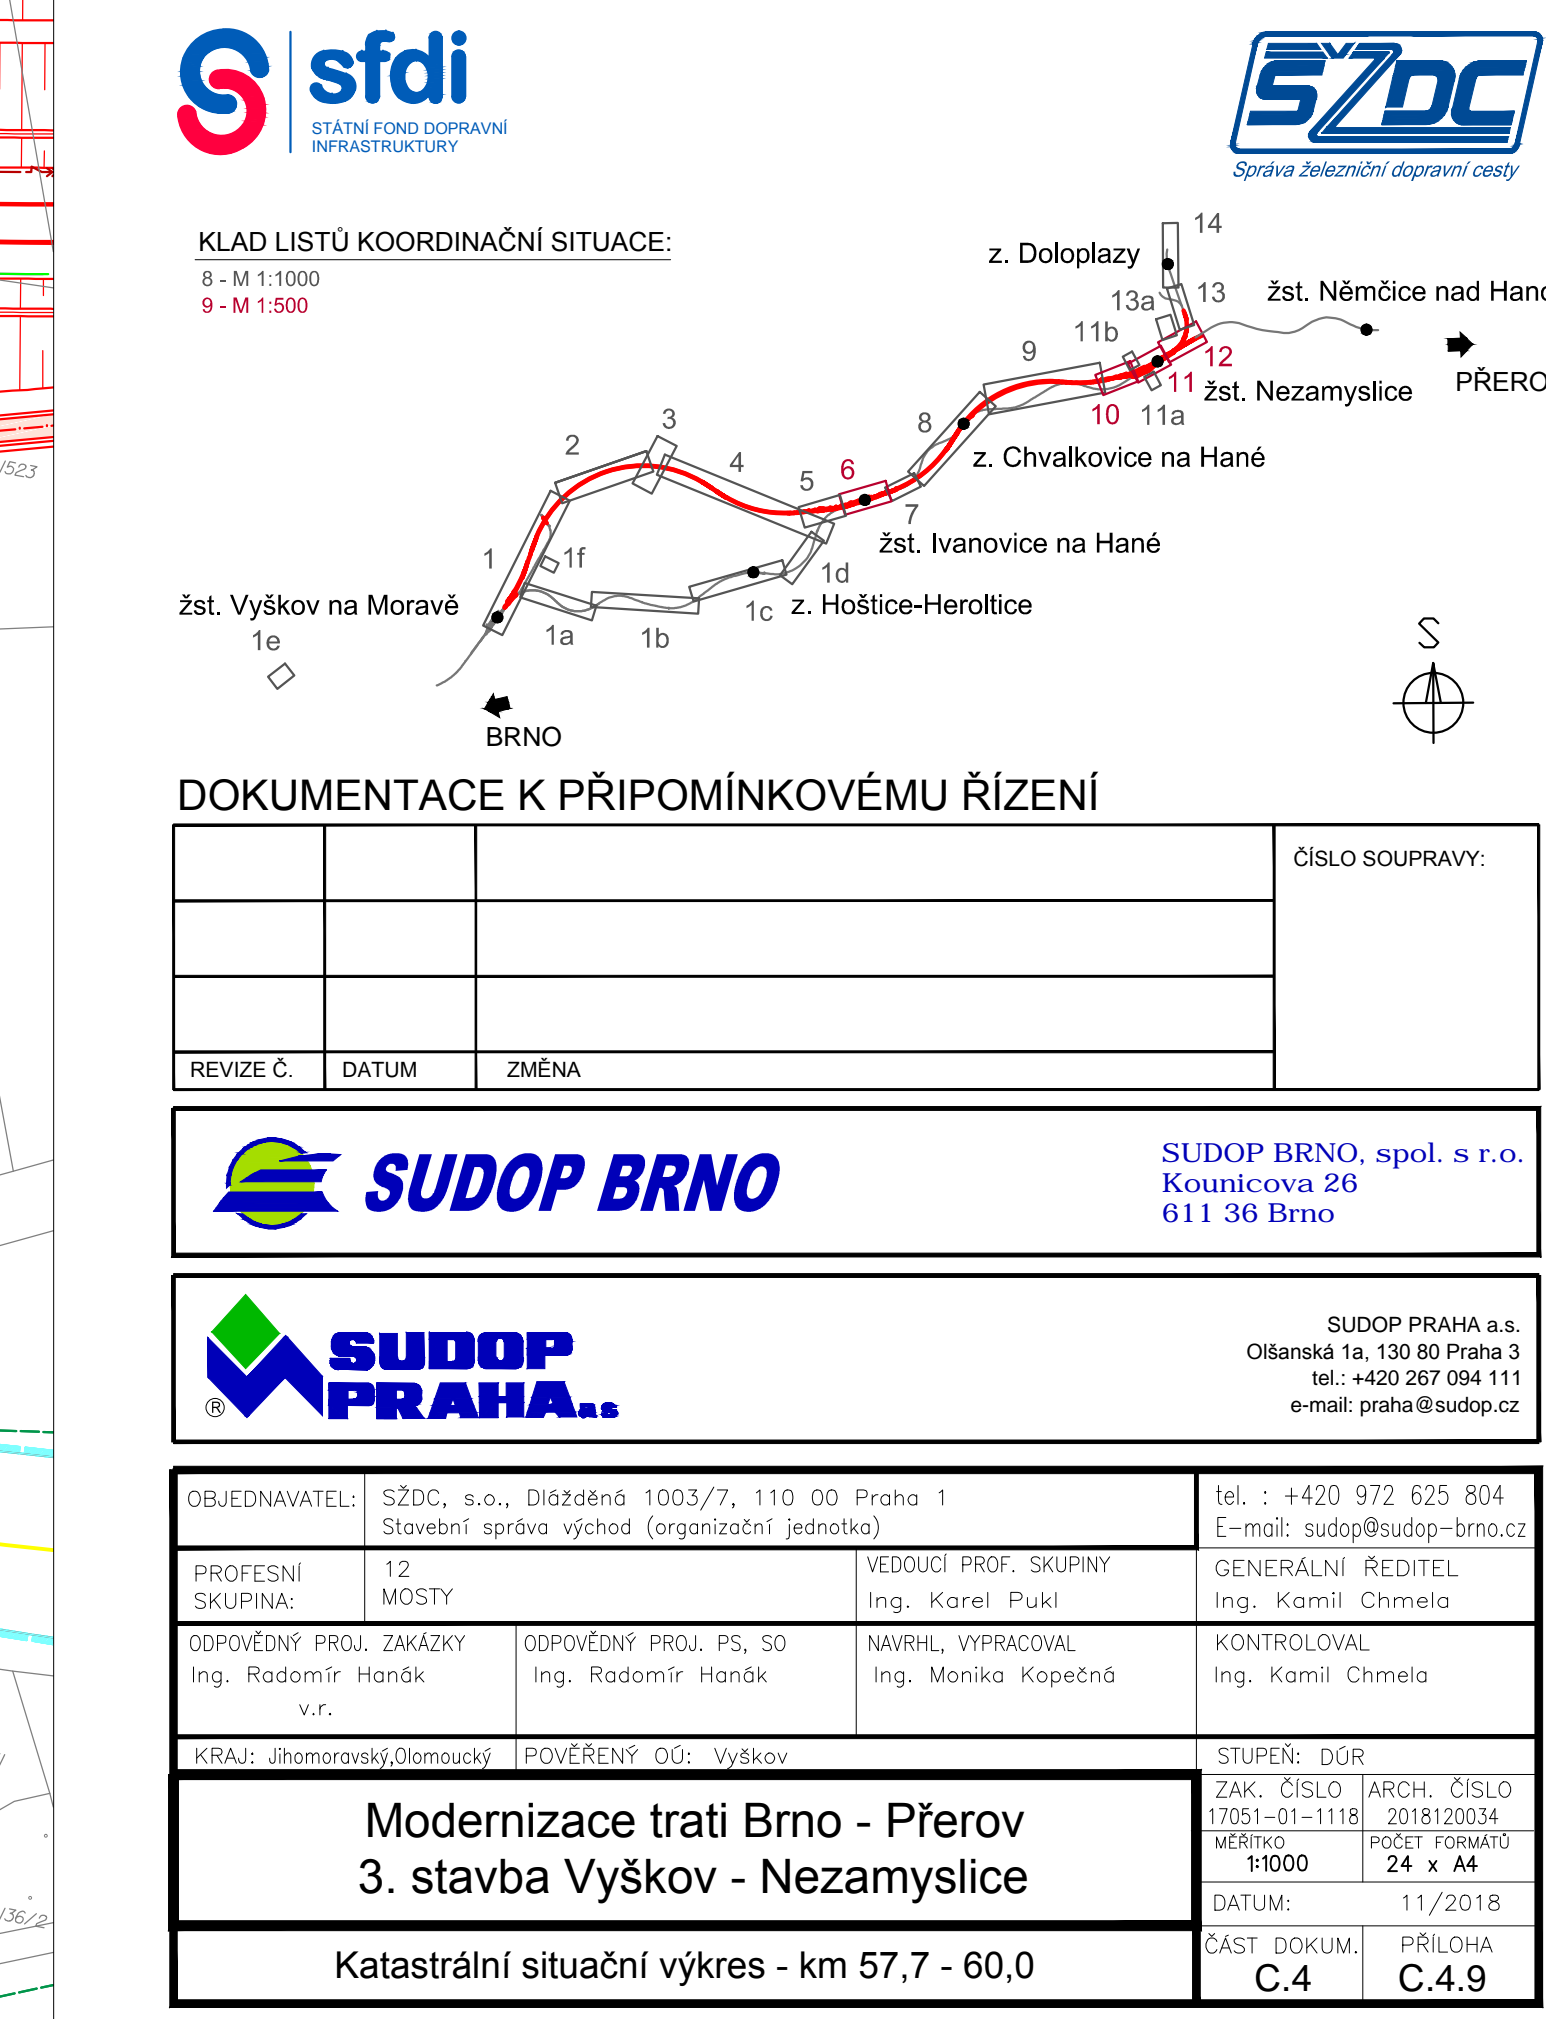 sfdi
STÁTNÍ FOND DOPRAVNÍ
INFRASTRUKTURY
SŽDC
Správa železniční dopravní cesty
KLAD LISTŮ KOORDINAČNÍ SITUACE:
8 - M 1:1000
9 - M 1:500
14
z. Doloplazy
13a
13
žst. Němčice nad
11b
12
9
11
PŘERO
žst. Nezamyslice
10
11a
8
3
2
4
z. Chvalkovice na Hané
5
6
7
žst. Ivanovice na Hané
1
1f
1d
žst. Vyškov na Moravě
1c
z. Hoštice-Heroltice
1e
1a
1b
S
BRNO
DOKUMENTACE K PŘIPOMÍNKOVÉMU ŘÍZENÍ
ČÍSLO SOUPRAVY:
REVIZE Č.
DATUM
ZMĚNA
SUDOP BRNO
SUDOP BRNO, spol. s r.o.
Kounicova 26
611 36 Brno
SUDOP
PRAHA a.s
®
SUDOP PRAHA a.s.
Olšanská 1a, 130 80 Praha 3
tel.: +420 267 094 111
e-mail: praha@sudop.cz
OBJEDNAVATEL:
SŽDC, s.o., Dlážděná 1003/7, 110 00 Praha 1
Stavební správa východ (organizační jednotka)
tel. : +420 972 625 804
E-mail: sudop@sudop-brno.cz
PROFESNÍ
SKUPINA:
12
MOSTY
VEDOUCÍ PROF. SKUPINY
Ing. Karel Pukl
GENERÁLNÍ ŘEDITEL
Ing. Kamil Chmela
ODPOVĚDNÝ PROJ. ZAKÁZKY
Ing. Radomír Hanák
v.r.
ODPOVĚDNÝ PROJ. PS, SO
Ing. Radomír Hanák
NAVRHL, VYPRACOVAL
Ing. Monika Kopečná
KONTROLOVAL
Ing. Kamil Chmela
KRAJ: Jihomoravský,Olomoucký
POVĚŘENÝ OÚ: Vyškov
STUPEŇ: DÚR
Modernizace trati Brno - Přerov
3. stavba Vyškov - Nezamyslice
ZAK. ČÍSLO
17051-01-1118
ARCH. ČÍSLO
2018120034
MĚŘÍTKO
1:1000
POČET FORMÁTŮ
24 x A4
DATUM: 11/2018
Katastrální situační výkres - km 57,7 - 60,0
ČÁST DOKUM.
C.4
PŘÍLOHA
C.4.9